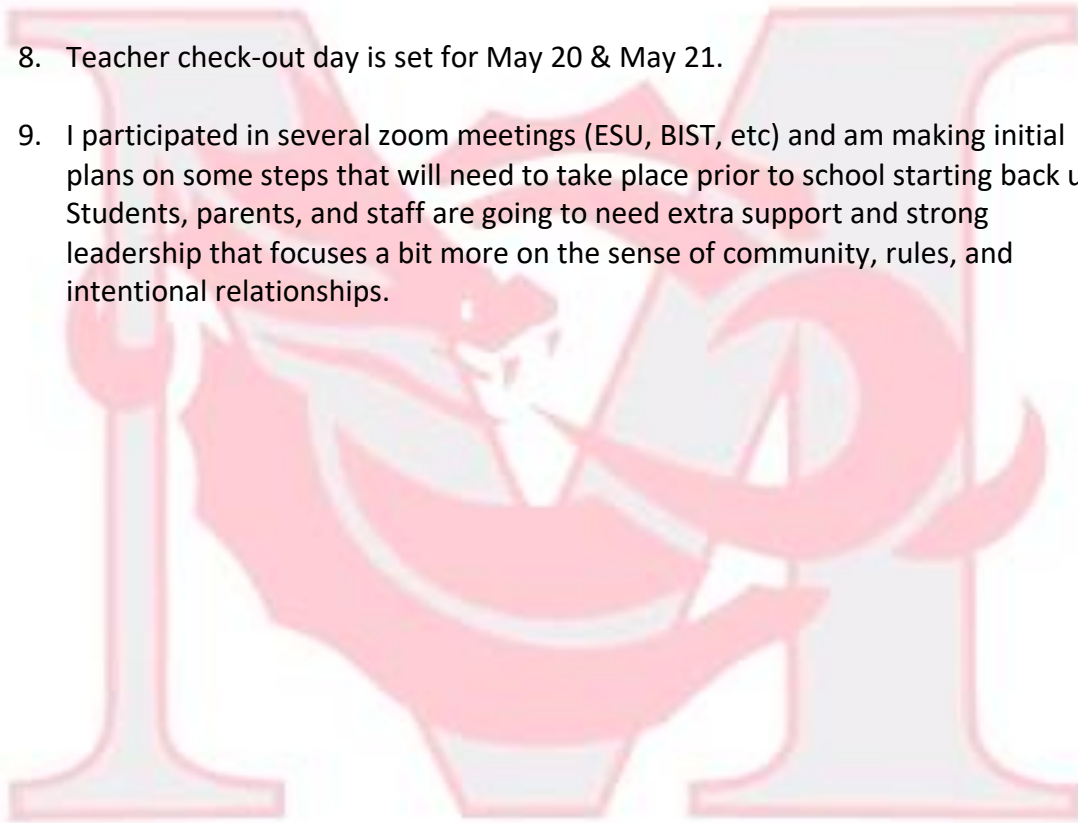 8. Teacher check-out day is set for May 20 & May 21.
9. I participated in several zoom meetings (ESU, BIST, etc) and am making initial
plans on some steps that will need to take place prior to school starting back
Students, parents, and staff are going to need extra support and strong
leadership that focuses a bit more on the sense of community, rules, and
intentional relationships.